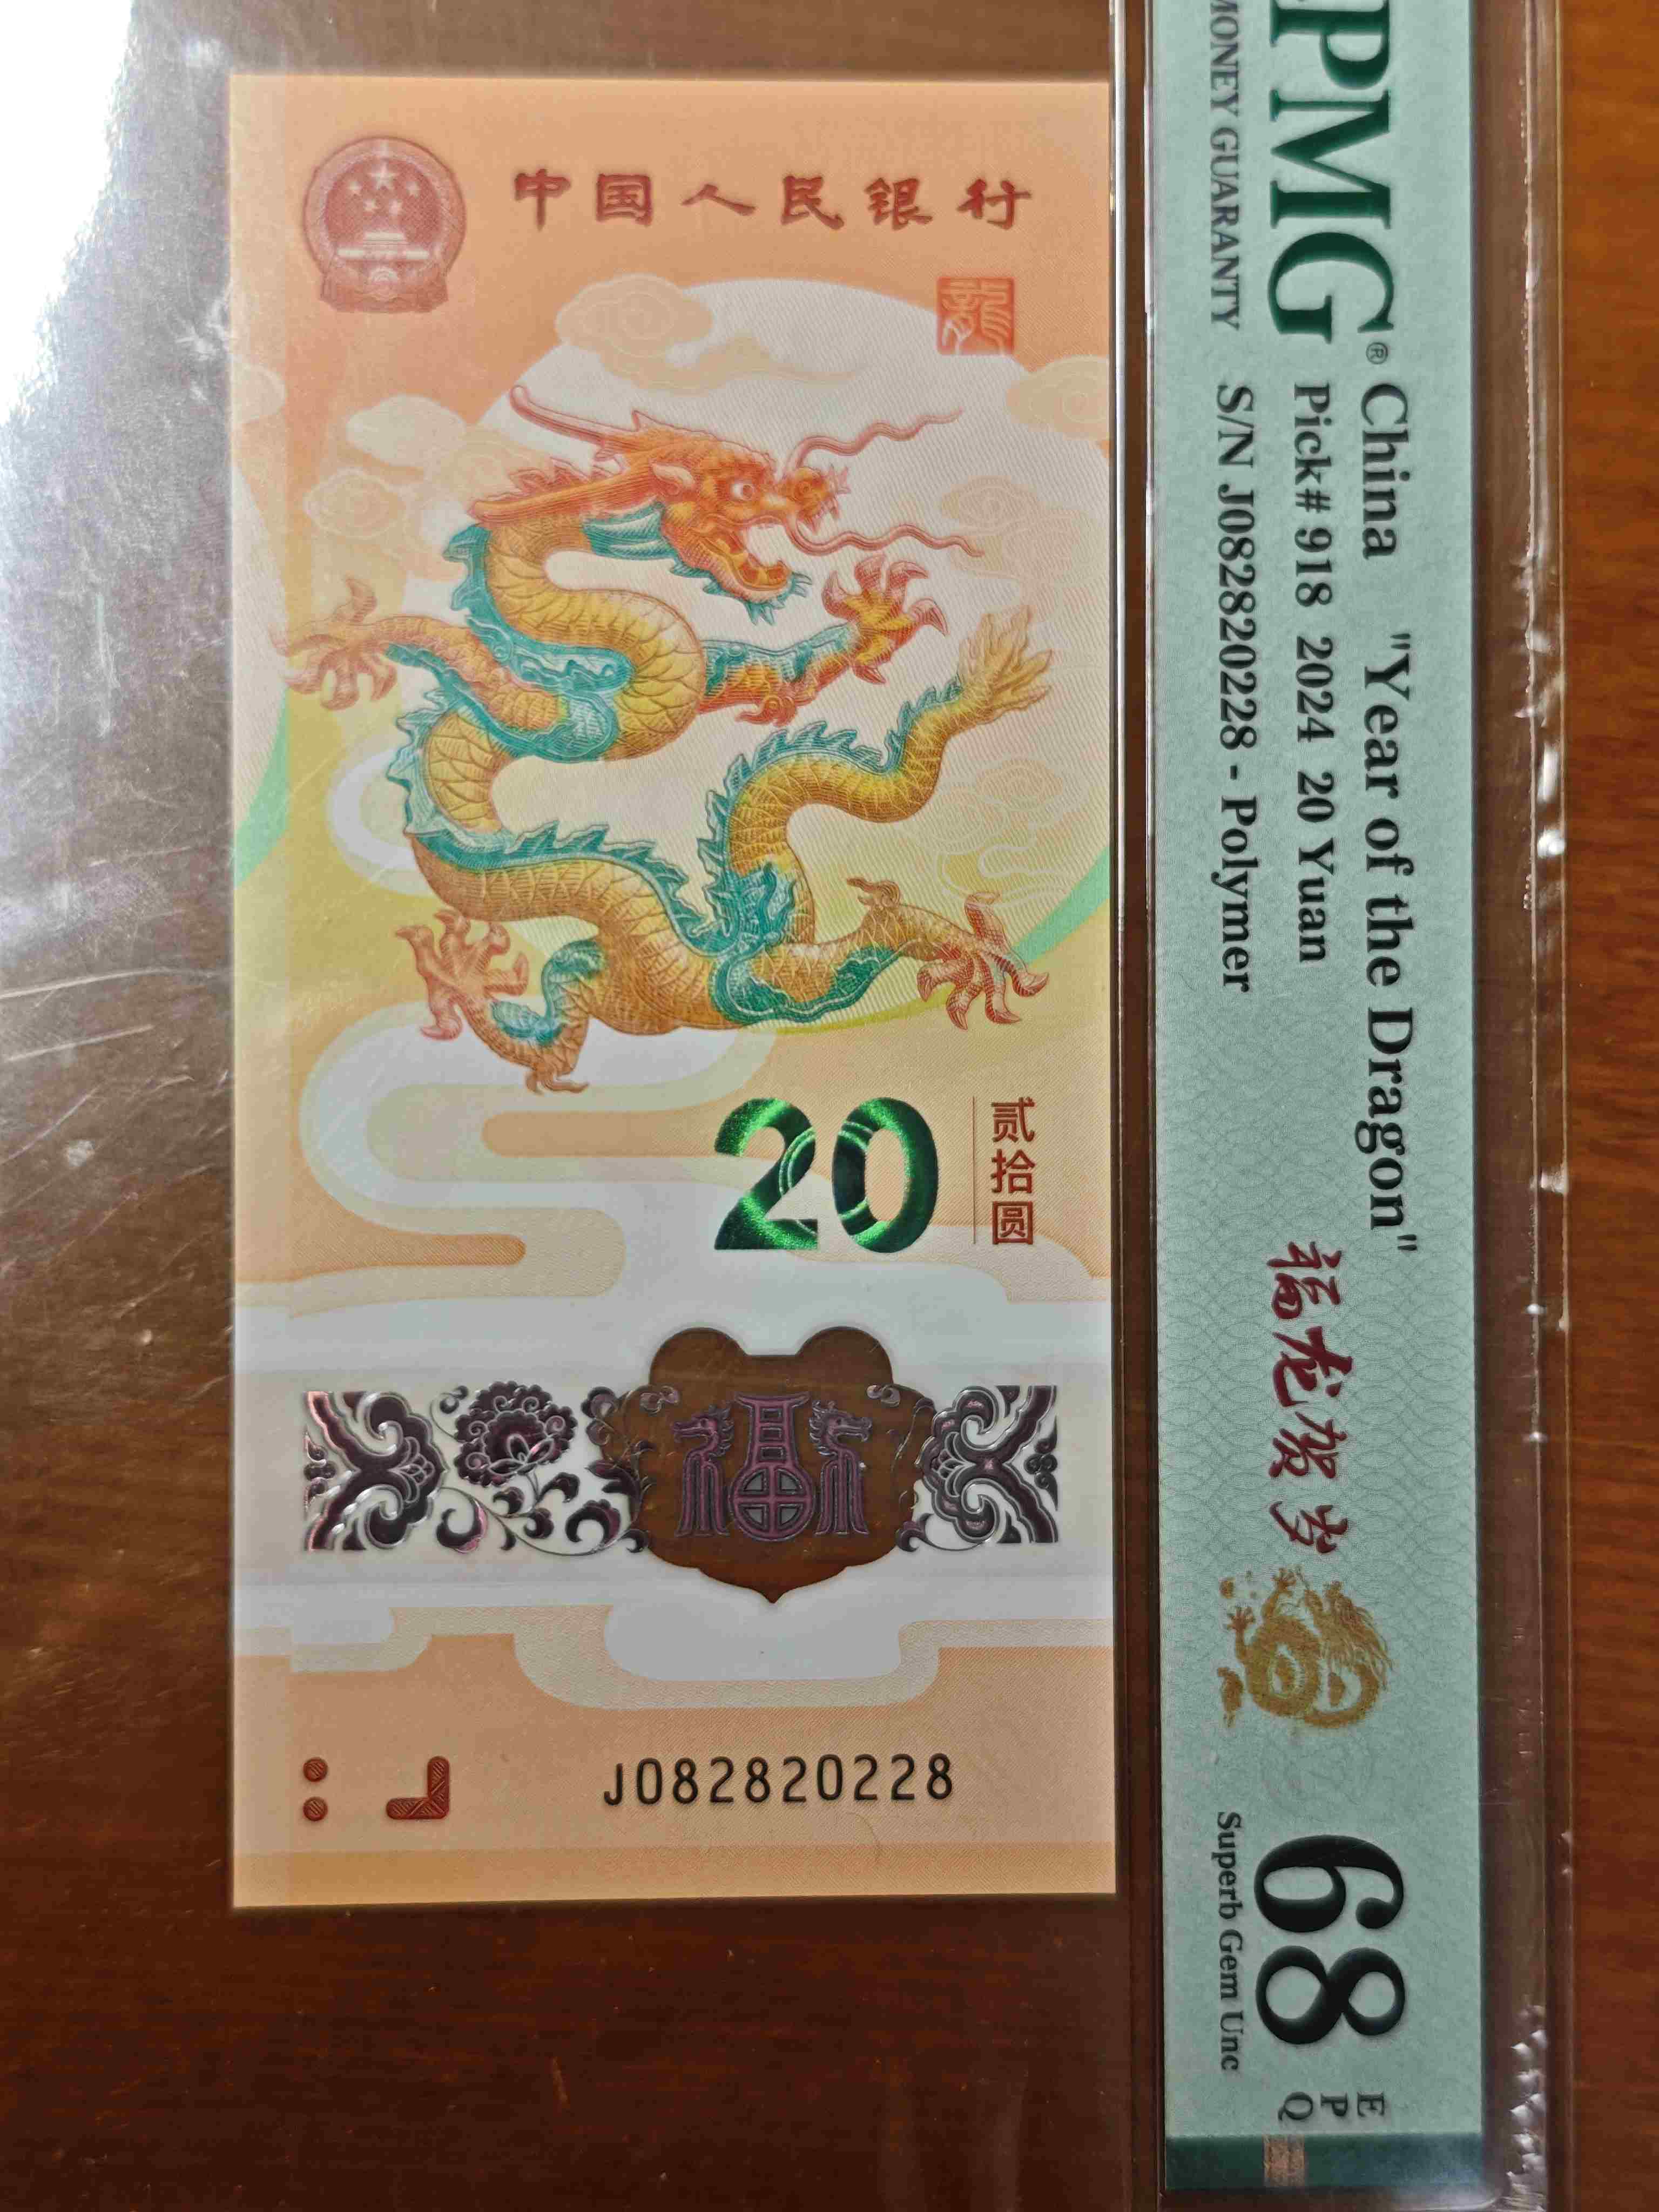 中国人民银行
龍
20
贰拾圆
福
J082820228
PMG®
MONEY GUARANTY
China "Year of the Dragon"
Pick# 918 2024 20 Yuan
S/N J082820228 - Polymer
福龙贺岁
68
EPQ
Superb Gem Unc